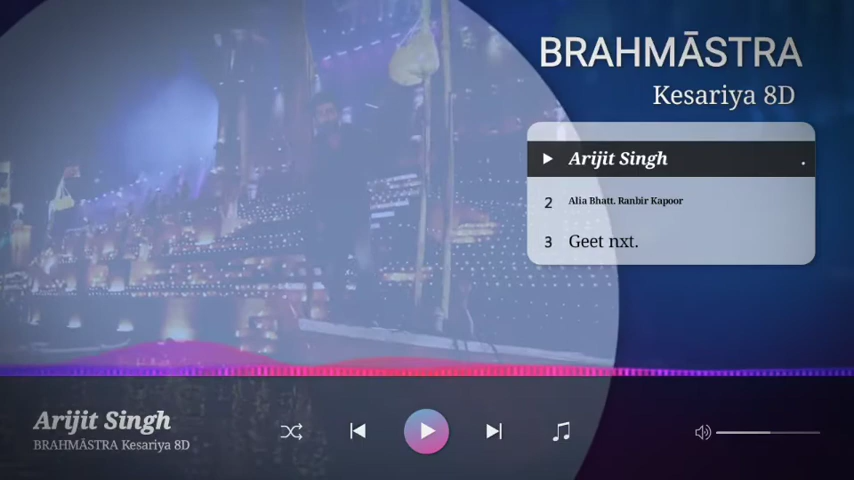 BRAHMĀSTRA
Kesariya 8D
Arijit Singh .
2 Alia Bhatt. Ranbir Kapoor
3 Geet nxt.
Arijit Singh
BRAHMĀSTRA Kesariya 8D